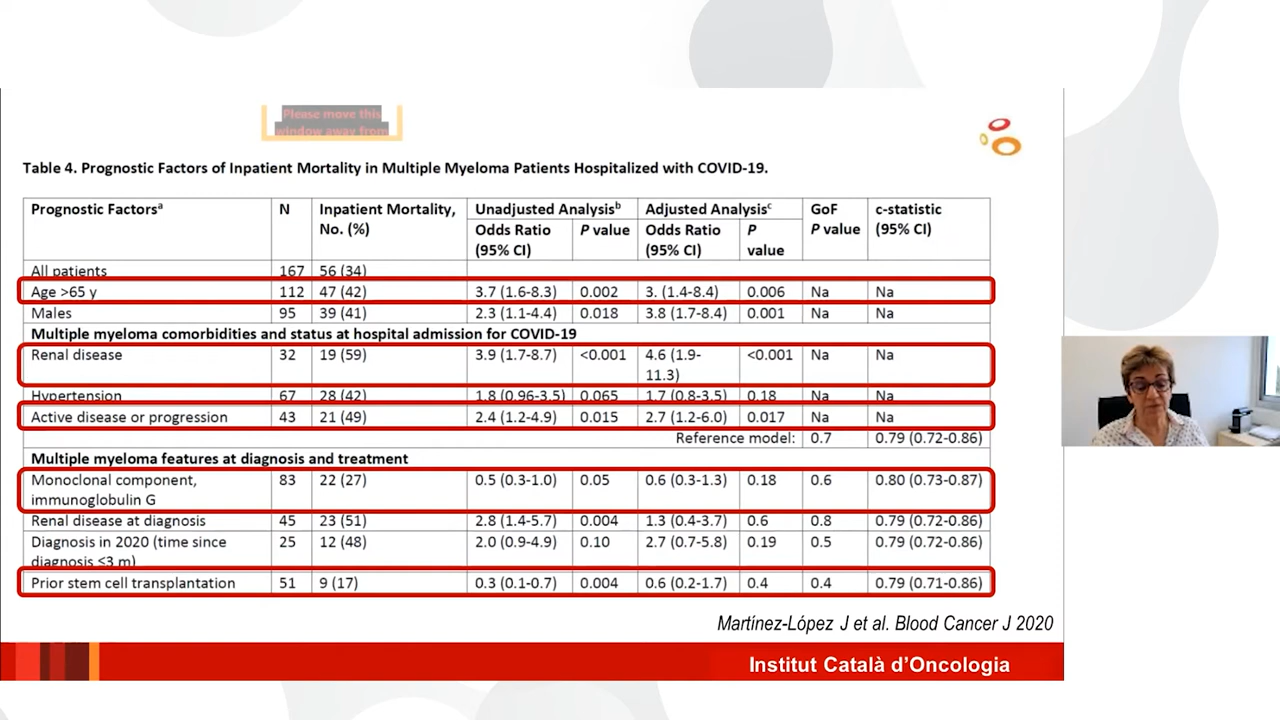 Please move this
window away from
Table 4. Prognostic Factors of Inpatient Mortality in Multiple Myeloma Patients Hospitalized with COVID-19.
Prognostic Factorsa N Inpatient Mortality, No. (%) Unadjusted Analysisb Adjusted Analysisc GoF P value c-statistic (95% CI)
Odds Ratio (95% CI) P value Odds Ratio (95% CI) P value
All patients 167 56 (34)
Age >65 y 112 47 (42) 3.7 (1.6-8.3) 0.002 3. (1.4-8.4) 0.006 Na Na
Males 95 39 (41) 2.3 (1.1-4.4) 0.018 3.8 (1.7-8.4) 0.001 Na Na
Multiple myeloma comorbidities and status at hospital admission for COVID-19
Renal disease 32 19 (59) 3.9 (1.7-8.7) <0.001 4.6 (1.9-11.3) <0.001 Na Na
Hypertension 67 28 (42) 1.8 (0.96-3.5) 0.065 1.7 (0.8-3.5) 0.18 Na Na
Active disease or progression 43 21 (49) 2.4 (1.2-4.9) 0.015 2.7 (1.2-6.0) 0.017 Na Na
Reference model: 0.7 0.79 (0.72-0.86)
Multiple myeloma features at diagnosis and treatment
Monoclonal component, immunoglobulin G 83 22 (27) 0.5 (0.3-1.0) 0.05 0.6 (0.3-1.3) 0.18 0.6 0.80 (0.73-0.87)
Renal disease at diagnosis 45 23 (51) 2.8 (1.4-5.7) 0.004 1.3 (0.4-3.7) 0.6 0.8 0.79 (0.72-0.86)
Diagnosis in 2020 (time since diagnosis ≤3 m) 25 12 (48) 2.0 (0.9-4.9) 0.10 2.7 (0.7-5.8) 0.19 0.5 0.79 (0.72-0.86)
Prior stem cell transplantation 51 9 (17) 0.3 (0.1-0.7) 0.004 0.6 (0.2-1.7) 0.4 0.4 0.79 (0.71-0.86)
Martínez-López J et al. Blood Cancer J 2020
Institut Català d'Oncologia